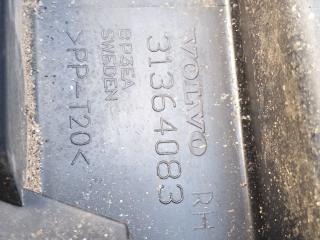 VOLVO RH
31364083
BP3EA
SWEDEN
>PP-T20<